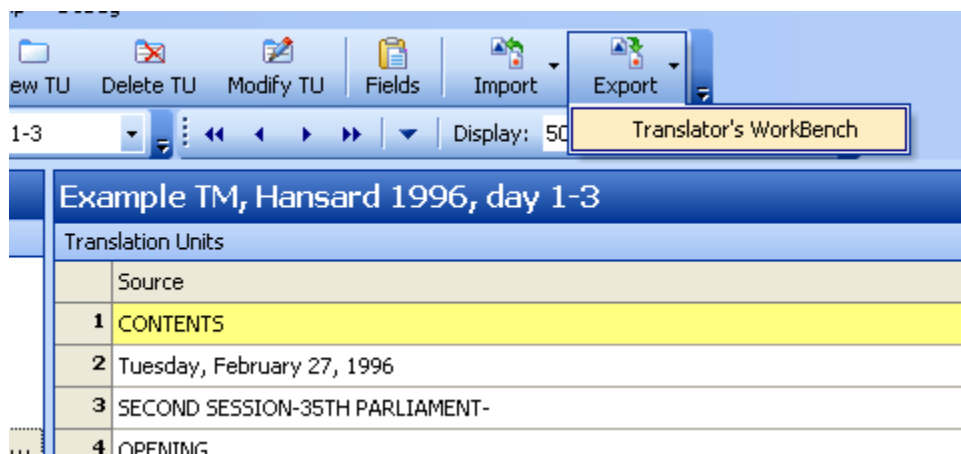 ew TU Delete TU Modify TU Fields Import Export
1-3 Display: 50 Translator's WorkBench
Example TM, Hansard 1996, day 1-3
Translation Units
Source
1 CONTENTS
2 Tuesday, February 27, 1996
3 SECOND SESSION-35TH PARLIAMENT-
4 OPENING